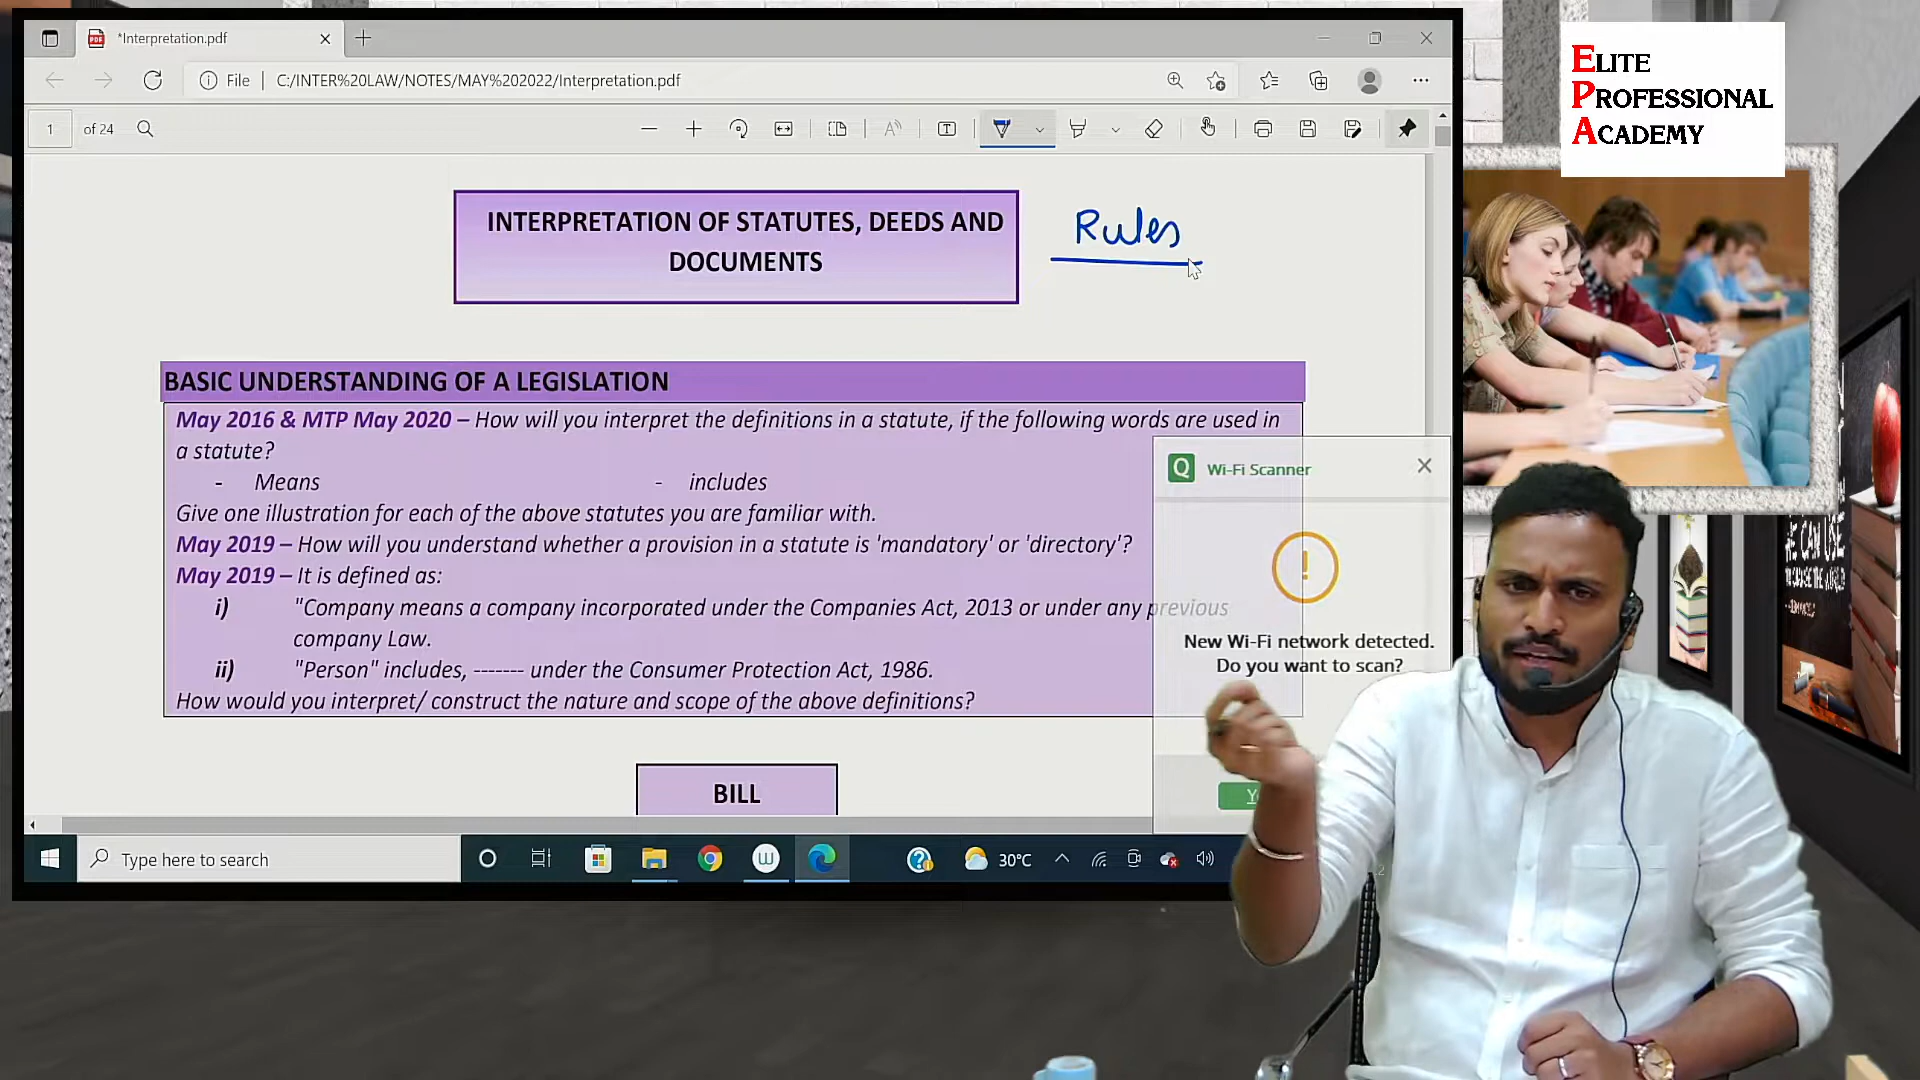 *Interpretation.pdf
File
C:/INTER%20LAW/NOTES/MAY%202022/Interpretation.pdf
1 of 24
INTERPRETATION OF STATUTES, DEEDS AND
DOCUMENTS
Rules
BASIC UNDERSTANDING OF A LEGISLATION
May 2016 & MTP May 2020 – How will you interpret the definitions in a statute, if the following words are used in
a statute?
- Means - includes
Give one illustration for each of the above statutes you are familiar with.
May 2019 – How will you understand whether a provision in a statute is 'mandatory' or 'directory'?
May 2019 – It is defined as:
i) "Company means a company incorporated under the Companies Act, 2013 or under any previous
company Law.
ii) "Person" includes, ------- under the Consumer Protection Act, 1986.
How would you interpret/ construct the nature and scope of the above definitions?
BILL
Wi-Fi Scanner
New Wi-Fi network detected.
Do you want to scan?
Type here to search
30°C
ELITE
PROFESSIONAL
ACADEMY